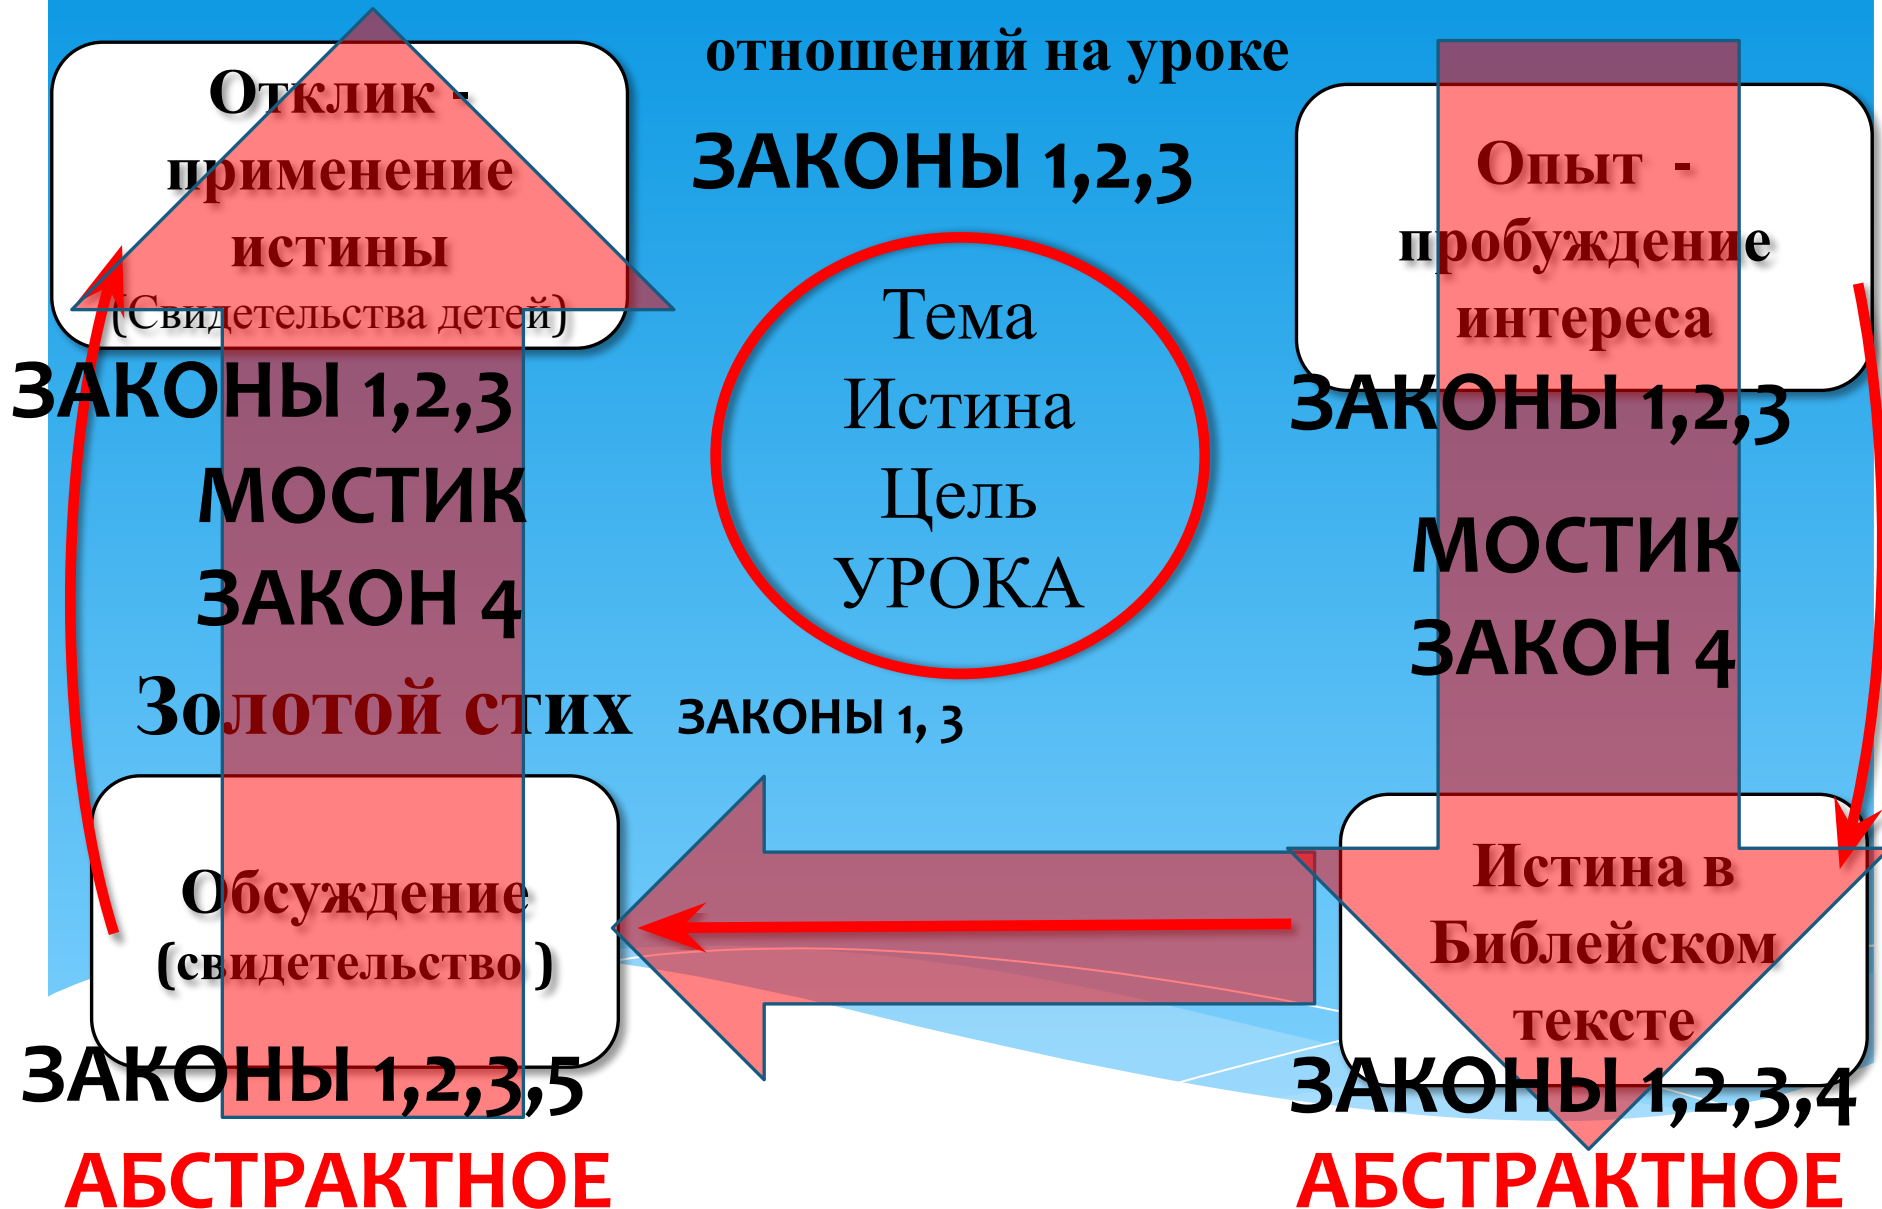 отношений на уроке
ЗАКОНЫ 1,2,3
Отклик -
применение
истины
(Свидетельства детей)
ЗАКОНЫ 1,2,3
МОСТИК
ЗАКОН 4
Золотой стих
ЗАКОНЫ 1, 3
Тема
Истина
Цель
УРОКА
Опыт -
пробуждение
интереса
ЗАКОНЫ 1,2,3
МОСТИК
ЗАКОН 4
Обсуждение
(свидетельство )
ЗАКОНЫ 1,2,3,5
АБСТРАКТНОЕ
Истина в
Библейском
тексте
ЗАКОНЫ 1,2,3,4
АБСТРАКТНОЕ